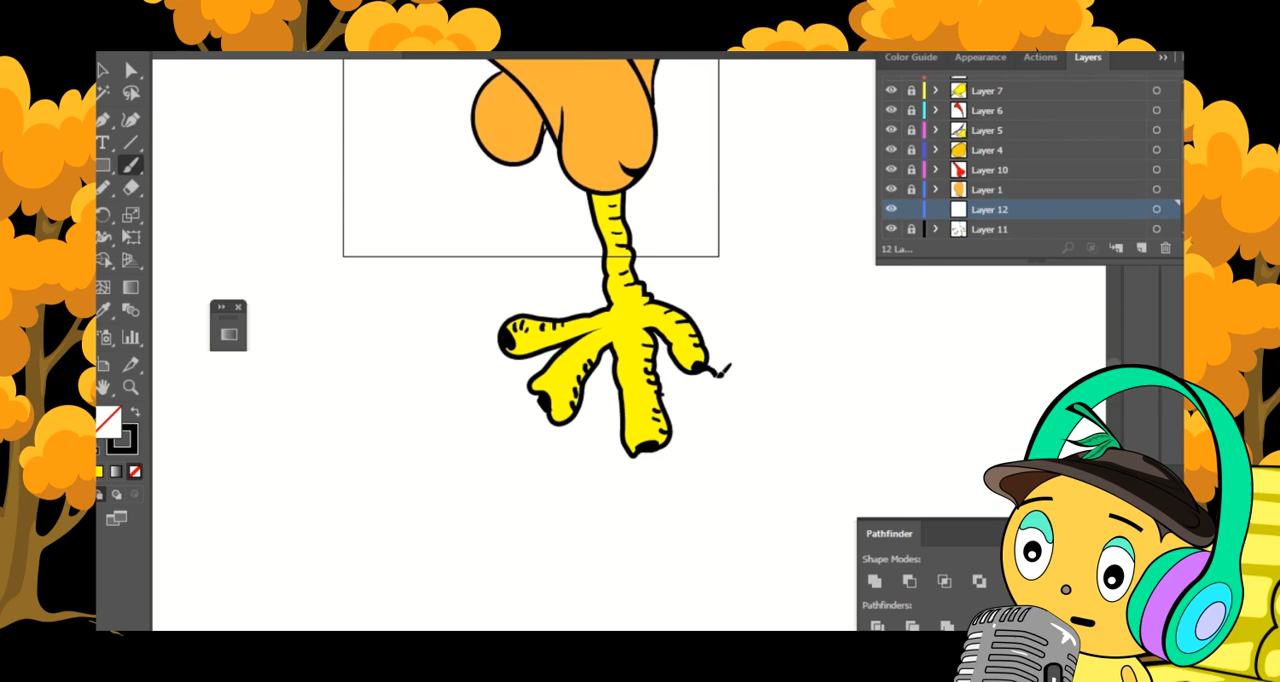 Color Guide Appearance Actions Layers
Layer 7
Layer 6
Layer 5
Layer 4
Layer 10
Layer 1
Layer 12
Layer 11
12 La...
Pathfinder
Shape Modes:
Pathfinders: